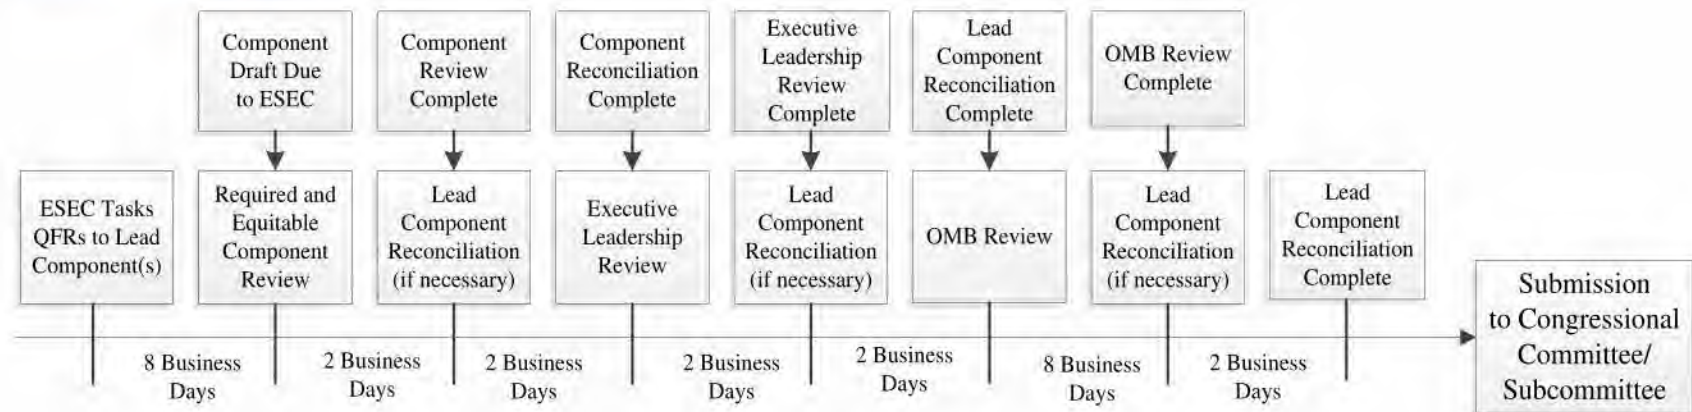 Component
Draft Due
to ESEC
Component
Review
Complete
Component
Reconciliation
Complete
Executive
Leadership
Review
Complete
Lead
Component
Reconciliation
Complete
OMB Review
Complete
ESEC Tasks
QFRs to Lead
Component(s)
Required and
Equitable
Component
Review
Lead
Component
Reconciliation
(if necessary)
Executive
Leadership
Review
Lead
Component
Reconciliation
(if necessary)
OMB Review
Lead
Component
Reconciliation
(if necessary)
Lead
Component
Reconciliation
Complete
Submission
to Congressional
Committee/
Subcommittee
8 Business
Days
2 Business
Days
2 Business
Days
2 Business
Days
2 Business
Days
8 Business
Days
2 Business
Days